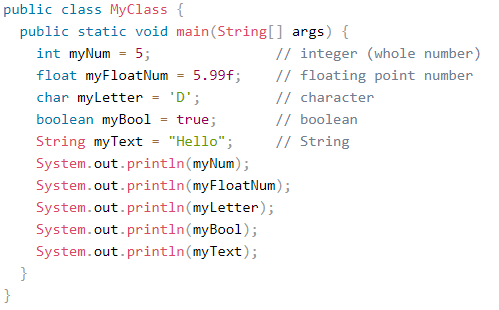 public class MyClass {
  public static void main(String[] args) {
    int myNum = 5;               // integer (whole number)
    float myFloatNum = 5.99f;    // floating point number
    char myLetter = 'D';         // character
    boolean myBool = true;       // boolean
    String myText = "Hello";     // String
    System.out.println(myNum);
    System.out.println(myFloatNum);
    System.out.println(myLetter);
    System.out.println(myBool);
    System.out.println(myText);
  }
}